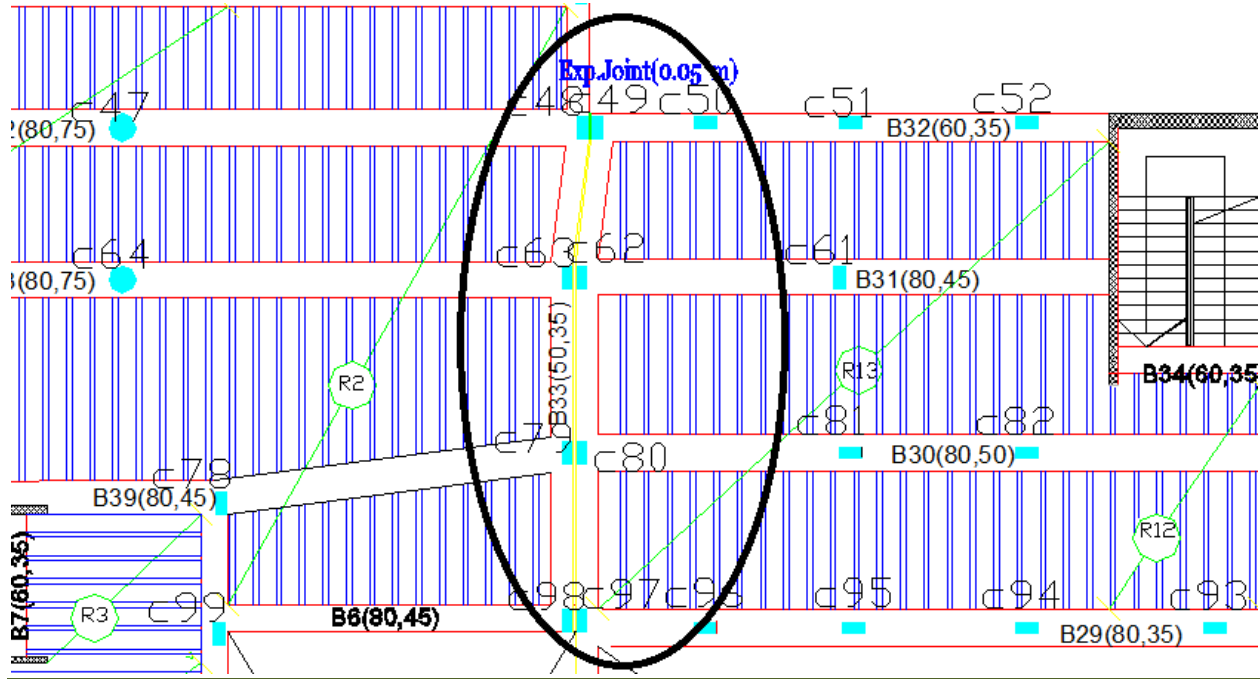 Exp.Joint(0.05 m)
c47
c48
c49
c50
c51
c52
2(80,75)
B32(60,35)
c64
c63
c62
c61
3(80,75)
B31(80,45)
B33(50,35)
R2
R13
B34(60,35
c78
c79
c80
c81
c82
B39(80,45)
B30(80,50)
B7(60,35)
R12
R3
c99
c98
c97
c95
c94
c93
B6(80,45)
B29(80,35)